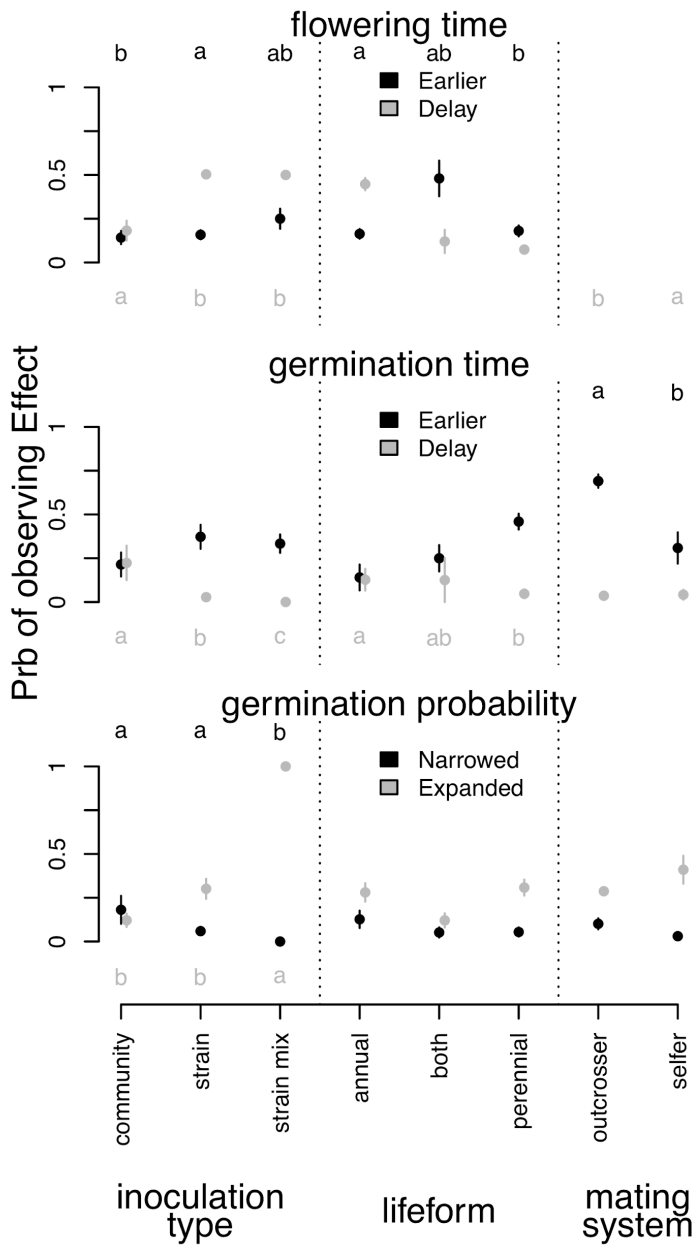 flowering time
b a ab a ab b
Earlier
Delay
1
0.5
0
a b b b a
Prb of observing Effect
germination time
a b
Earlier
Delay
1
0.5
0
a b c a ab b
germination probability
a a b
Narrowed
Expanded
1
0.5
0
b b a
community
strain
strain mix
annual
both
perennial
outcrosser
selfer
inoculation
type
lifeform
mating
system